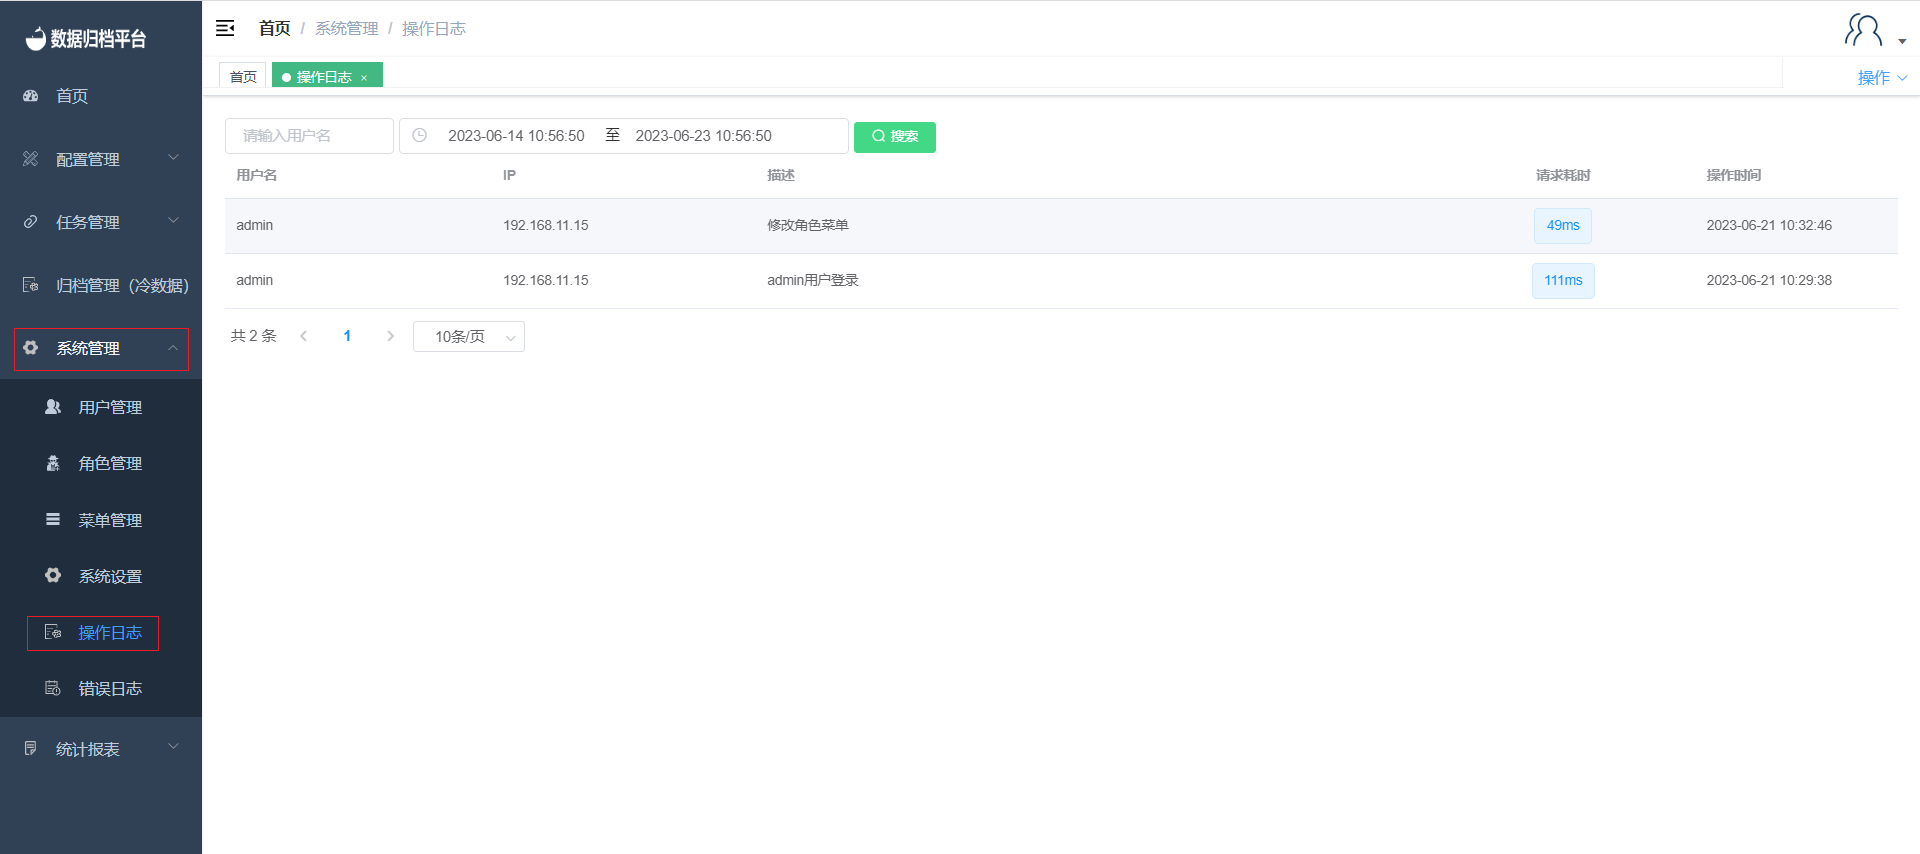 数据归档平台
首页
配置管理
任务管理
归档管理（冷数据）
系统管理
用户管理
角色管理
菜单管理
系统设置
操作日志
错误日志
统计报表
首页 / 系统管理 / 操作日志
首页 操作日志 × 操作
请输入用户名 2023-06-14 10:56:50 至 2023-06-23 10:56:50 搜索
用户名 IP 描述 请求耗时 操作时间
admin 192.168.11.15 修改角色菜单 49ms 2023-06-21 10:32:46
admin 192.168.11.15 admin用户登录 111ms 2023-06-21 10:29:38
共 2 条 1 10条/页